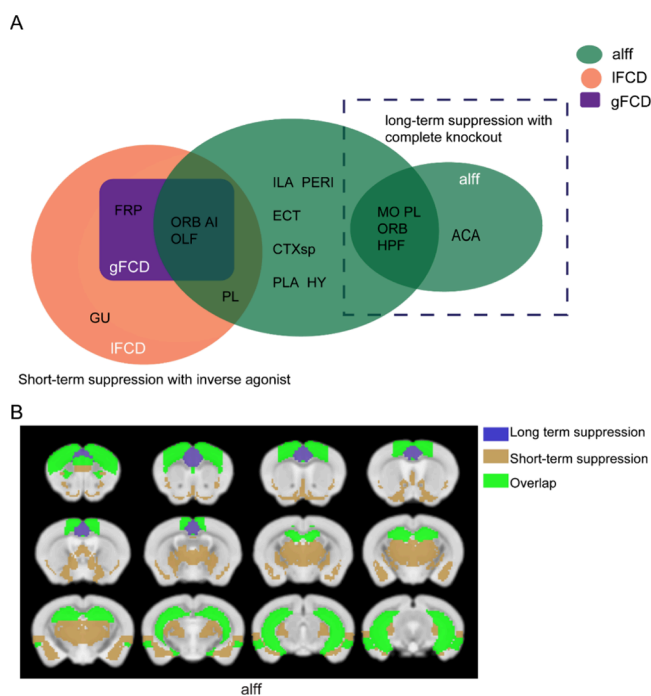 A
alff
lFCD
gFCD
long-term suppression with
complete knockout
alff
ILA PERI
ECT
CTXsp
PLA HY
MO PL
ORB
HPF
ACA
FRP
ORB AI
OLF
gFCD
PL
GU
lFCD
Short-term suppression with inverse agonist
B
Long term suppression
Short-term suppression
Overlap
alff